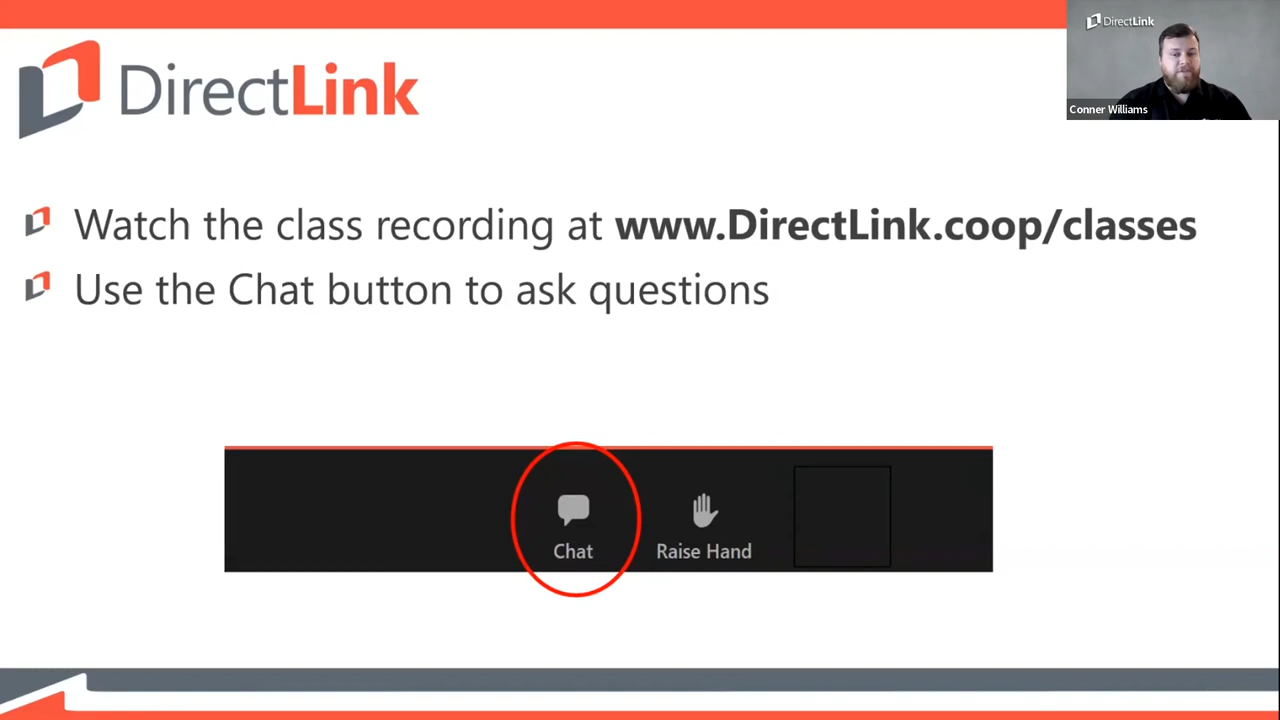 DirectLink
DirectLink
Conner Williams
Watch the class recording at www.DirectLink.coop/classes
Use the Chat button to ask questions
Chat
Raise Hand